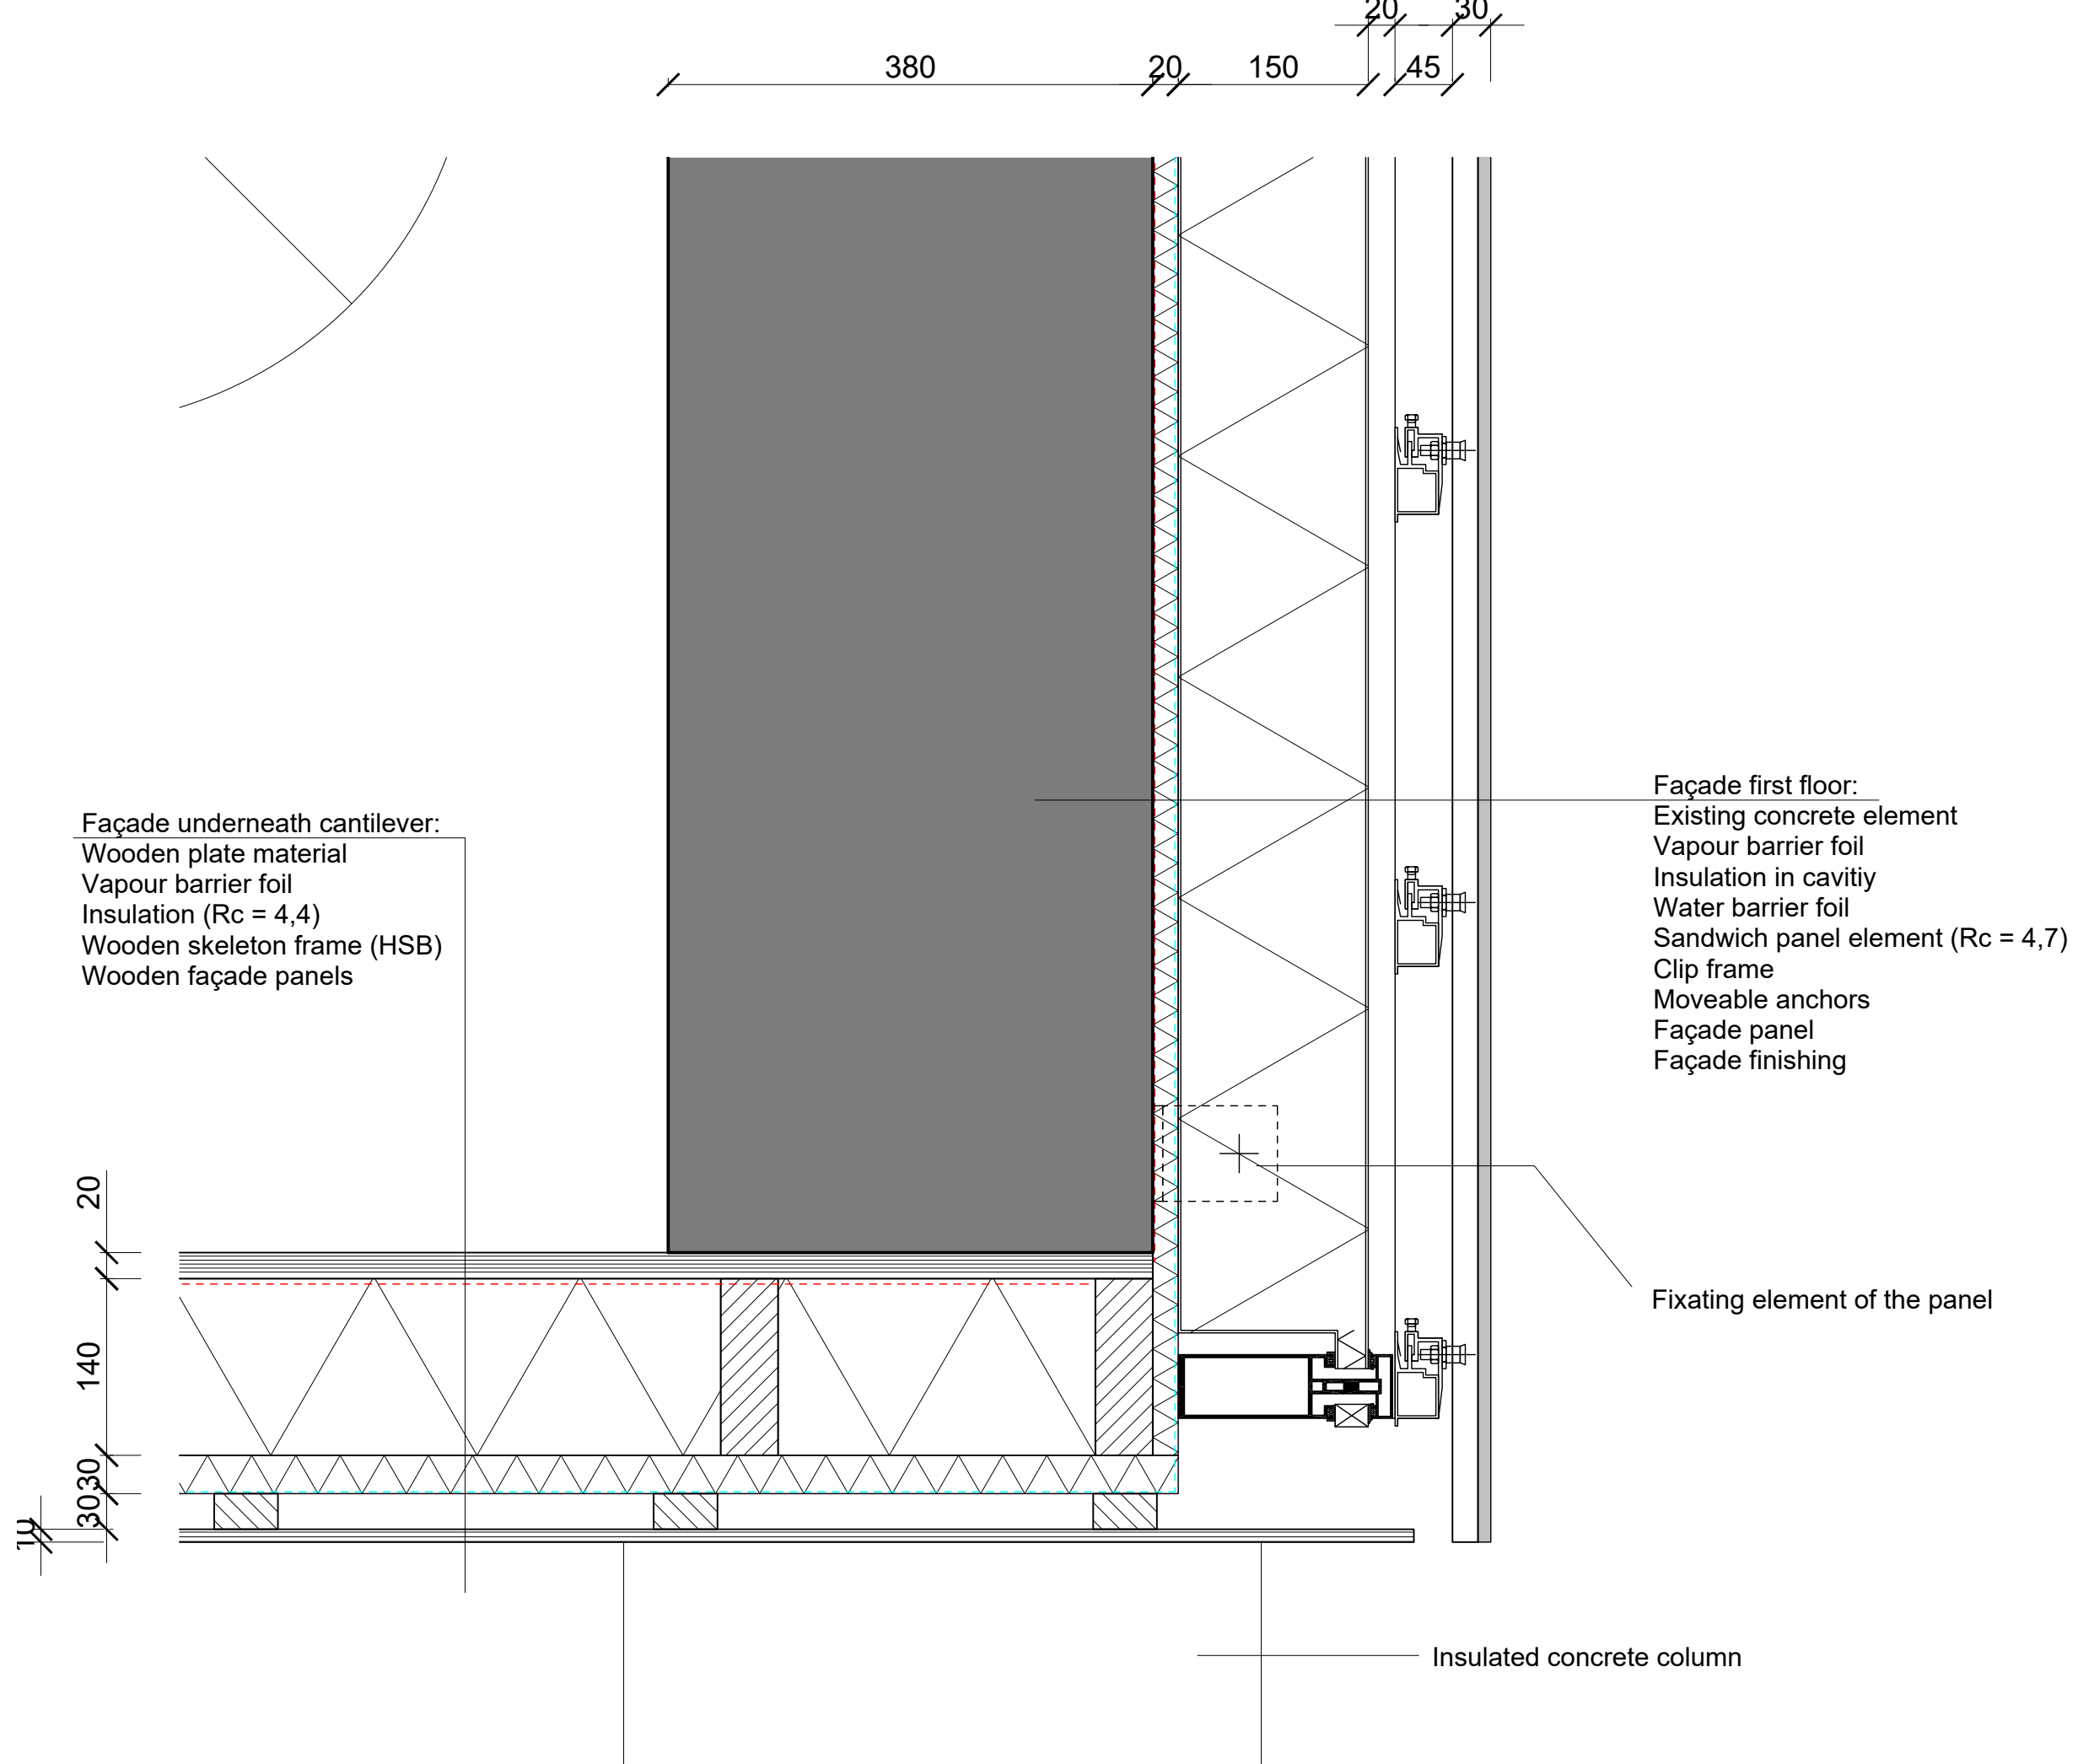 20 30
380 20 150 45
Façade first floor:
Existing concrete element
Vapour barrier foil
Insulation in cavitiy
Water barrier foil
Sandwich panel element (Rc = 4,7)
Clip frame
Moveable anchors
Façade panel
Façade finishing
Façade underneath cantilever:
Wooden plate material
Vapour barrier foil
Insulation (Rc = 4,4)
Wooden skeleton frame (HSB)
Wooden façade panels
20
140
30
30
10
Fixating element of the panel
Insulated concrete column